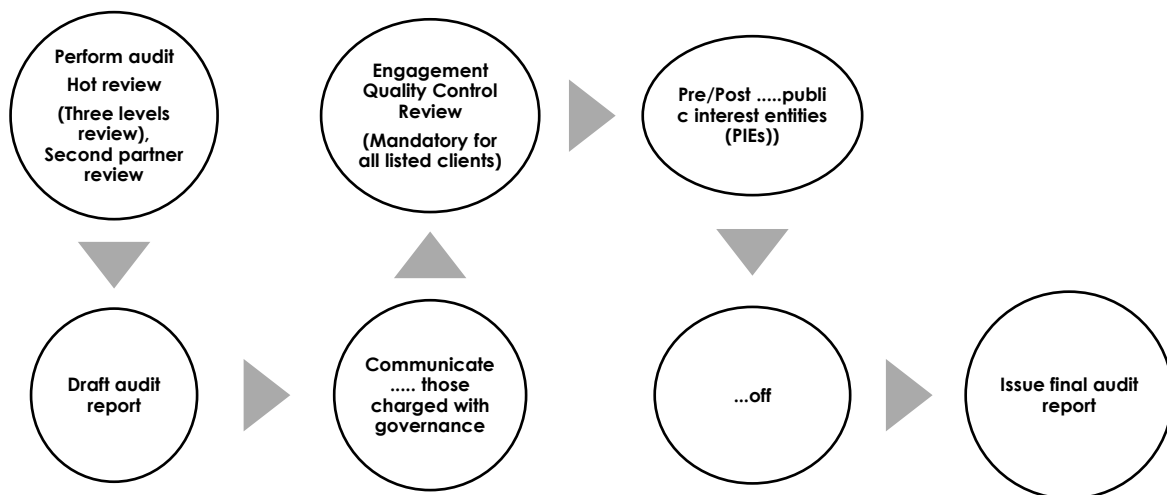 Perform audit
Hot review
(Three levels
review),
Second partner
review
Draft audit
report
Communicate
..... those
charged with
governance
Engagement
Quality Control
Review
(Mandatory for
all listed clients)
Pre/Post .....publi
c interest entities
(PIEs))
...off
Issue final audit
report